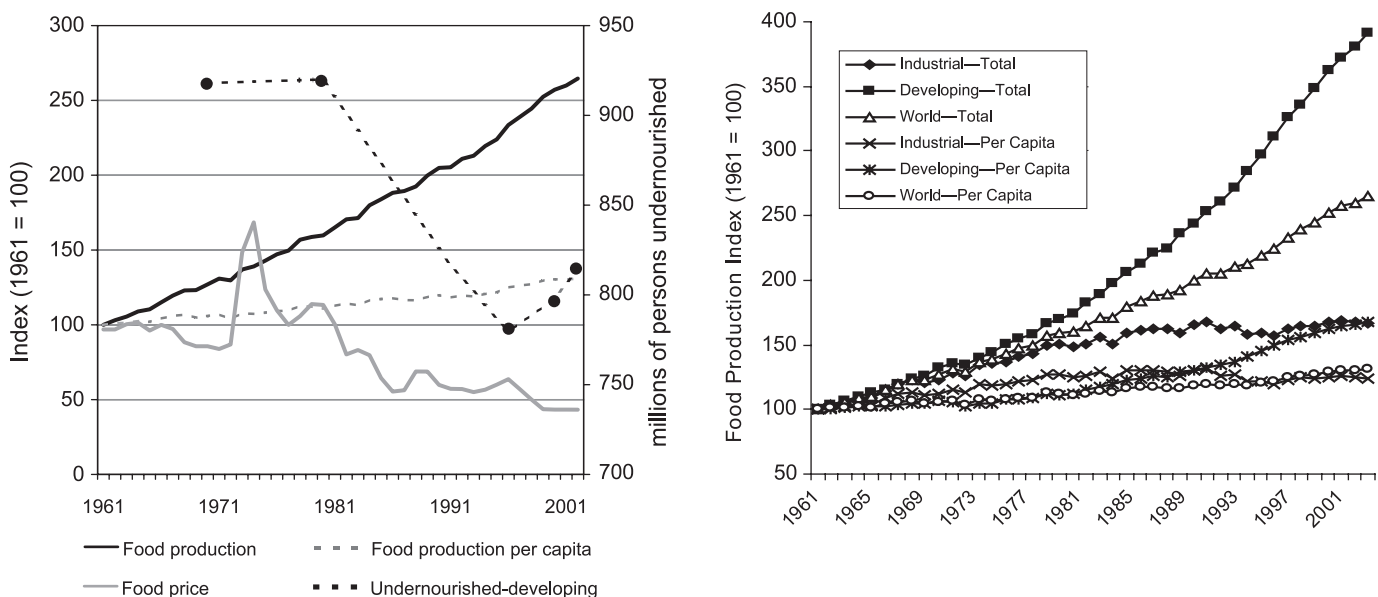 300
250
200
150
100
50
0
Index (1961 = 100)
950
900
850
800
750
700
millions of persons undernourished
1961 1971 1981 1991 2001
Food production
Food production per capita
Food price
Undernourished-developing
400
350
300
250
200
150
100
50
Food Production Index (1961 = 100)
Industrial—Total
Developing—Total
World—Total
Industrial—Per Capita
Developing—Per Capita
World—Per Capita
1961 1965 1969 1973 1977 1981 1985 1989 1993 1997 2001